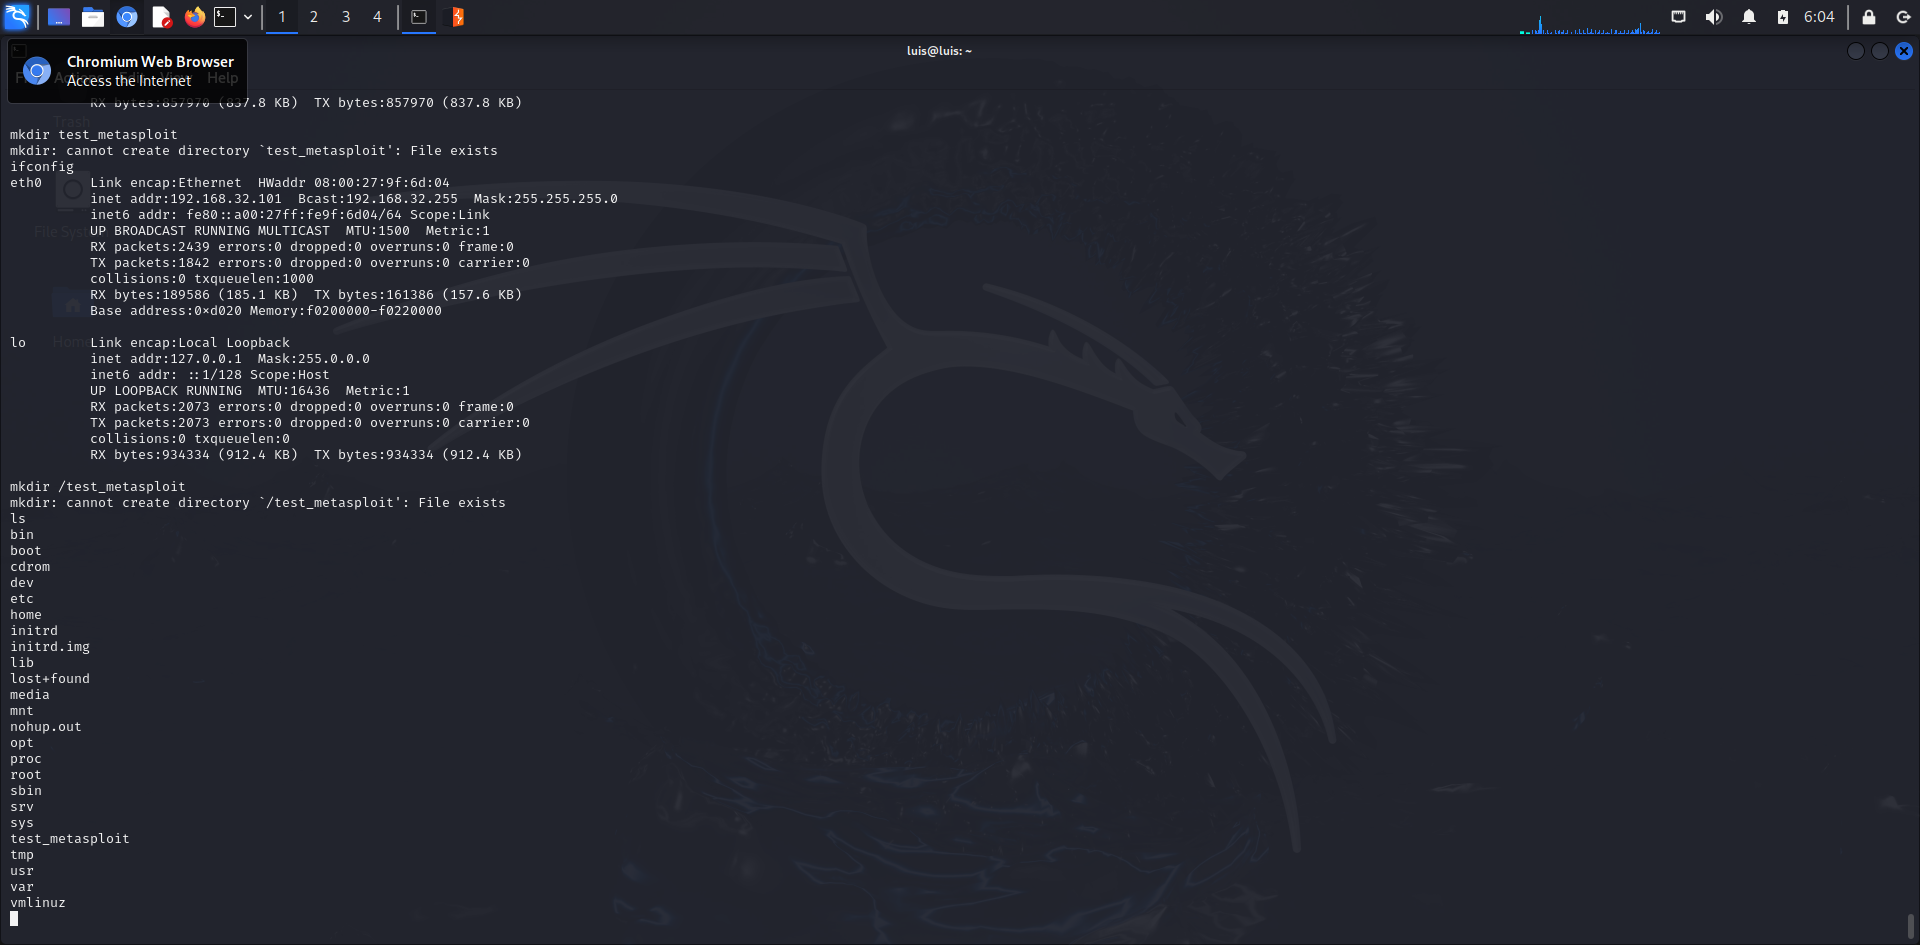 1 2 3 4 6:04
luis@luis: ~
Chromium Web Browser
Access the Internet
Help
RX bytes:857970 (837.8 KB)  TX bytes:857970 (837.8 KB)
Trash
mkdir test_metasploit
mkdir: cannot create directory `test_metasploit': File exists
ifconfig
eth0      Link encap:Ethernet  HWaddr 08:00:27:9f:6d:04
          inet addr:192.168.32.101  Bcast:192.168.32.255  Mask:255.255.255.0
          inet6 addr: fe80::a00:27ff:fe9f:6d04/64 Scope:Link
File System
          UP BROADCAST RUNNING MULTICAST  MTU:1500  Metric:1
          RX packets:2439 errors:0 dropped:0 overruns:0 frame:0
          TX packets:1842 errors:0 dropped:0 overruns:0 carrier:0
          collisions:0 txqueuelen:1000
          RX bytes:189586 (185.1 KB)  TX bytes:161386 (157.6 KB)
          Base address:0×d020 Memory:f0200000-f0220000
Home
lo        Link encap:Local Loopback
          inet addr:127.0.0.1  Mask:255.0.0.0
          inet6 addr: ::1/128 Scope:Host
          UP LOOPBACK RUNNING  MTU:16436  Metric:1
          RX packets:2073 errors:0 dropped:0 overruns:0 frame:0
          TX packets:2073 errors:0 dropped:0 overruns:0 carrier:0
          collisions:0 txqueuelen:0
          RX bytes:934334 (912.4 KB)  TX bytes:934334 (912.4 KB)
mkdir /test_metasploit
mkdir: cannot create directory `/test_metasploit': File exists
ls
bin
boot
cdrom
dev
etc
home
initrd
initrd.img
lib
lost+found
media
mnt
nohup.out
opt
proc
root
sbin
srv
sys
test_metasploit
tmp
usr
var
vmlinuz